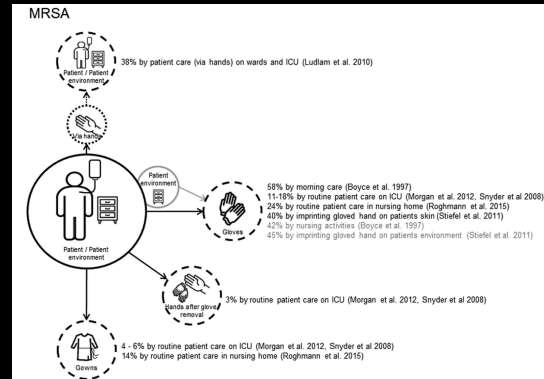 MRSA
Patient / Patient
environment
38% by patient care (via hands) on wards and ICU (Ludlam et al. 2010)
Via hands
Patient
environment
58% by morning care (Boyce et al. 1997)
11-18% by routine patient care on ICU (Morgan et al. 2012, Snyder et al 2008)
24% by routine patient care in nursing home (Roghmann et al. 2015)
40% by imprinting gloved hand on patients skin (Stiefel et al. 2011)
42% by nursing activities (Boyce et al. 1997)
45% by imprinting gloved hand on patients environment (Stiefel et al. 2011)
Gloves
Patient / Patient
environment
Hands after glove
removal
3% by routine patient care on ICU (Morgan et al. 2012, Snyder et al 2008)
Gowns
4 - 6% by routine patient care on ICU (Morgan et al. 2012, Snyder et al 2008)
14% by routine patient care in nursing home (Roghmann et al. 2015)